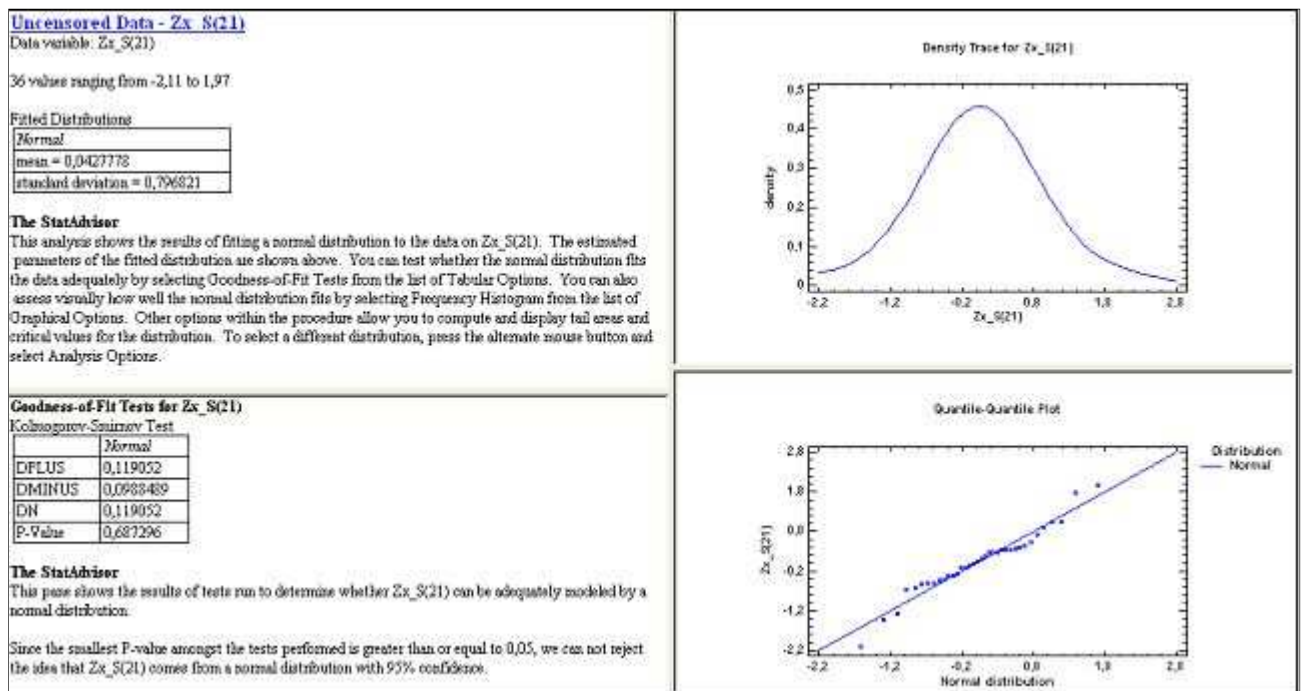 Uncensored Data - Zx_S(21)
Data variable: Zx_S(21)
36 values ranging from -2,11 to 1,97
Fitted Distributions
Normal
mean = 0,0427778
standard deviation = 0,796821
The StatAdvisor
This analysis shows the results of fitting a normal distribution to the data on Zx_S(21). The estimated
parameters of the fitted distribution are shown above. You can test whether the normal distribution fits
the data adequately by selecting Goodness-of-Fit Tests from the list of Tabular Options. You can also
assess visually how well the normal distribution fits by selecting Frequency Histogram from the list of
Graphical Options. Other options within the procedure allow you to compute and display tail areas and
critical values for the distribution. To select a different distribution, press the alternate mouse button and
select Analysis Options.
Density Trace for Zx_S(21)
density
0,5
0,4
0,3
0,2
0,1
0
-2,2 -1,2 -0,2 0,8 1,8 2,8
Zx_S(21)
Goodness-of-Fit Tests for Zx_S(21)
Kolmogorov-Smirnov Test
Normal
DPLUS 0,119052
DMINUS 0,0988489
DN 0,119052
P-Value 0,687296
The StatAdvisor
This pane shows the results of tests run to determine whether Zx_S(21) can be adequately modeled by a
normal distribution.
Since the smallest P-value amongst the tests performed is greater than or equal to 0,05, we can not reject
the idea that Zx_S(21) comes from a normal distribution with 95% confidence.
Quantile-Quantile Plot
Zx_S(21)
2,8
1,8
0,8
-0,2
-1,2
-2,2
-2,2 -1,2 -0,2 0,8 1,8 2,8
Normal distribution
Distribution
Normal